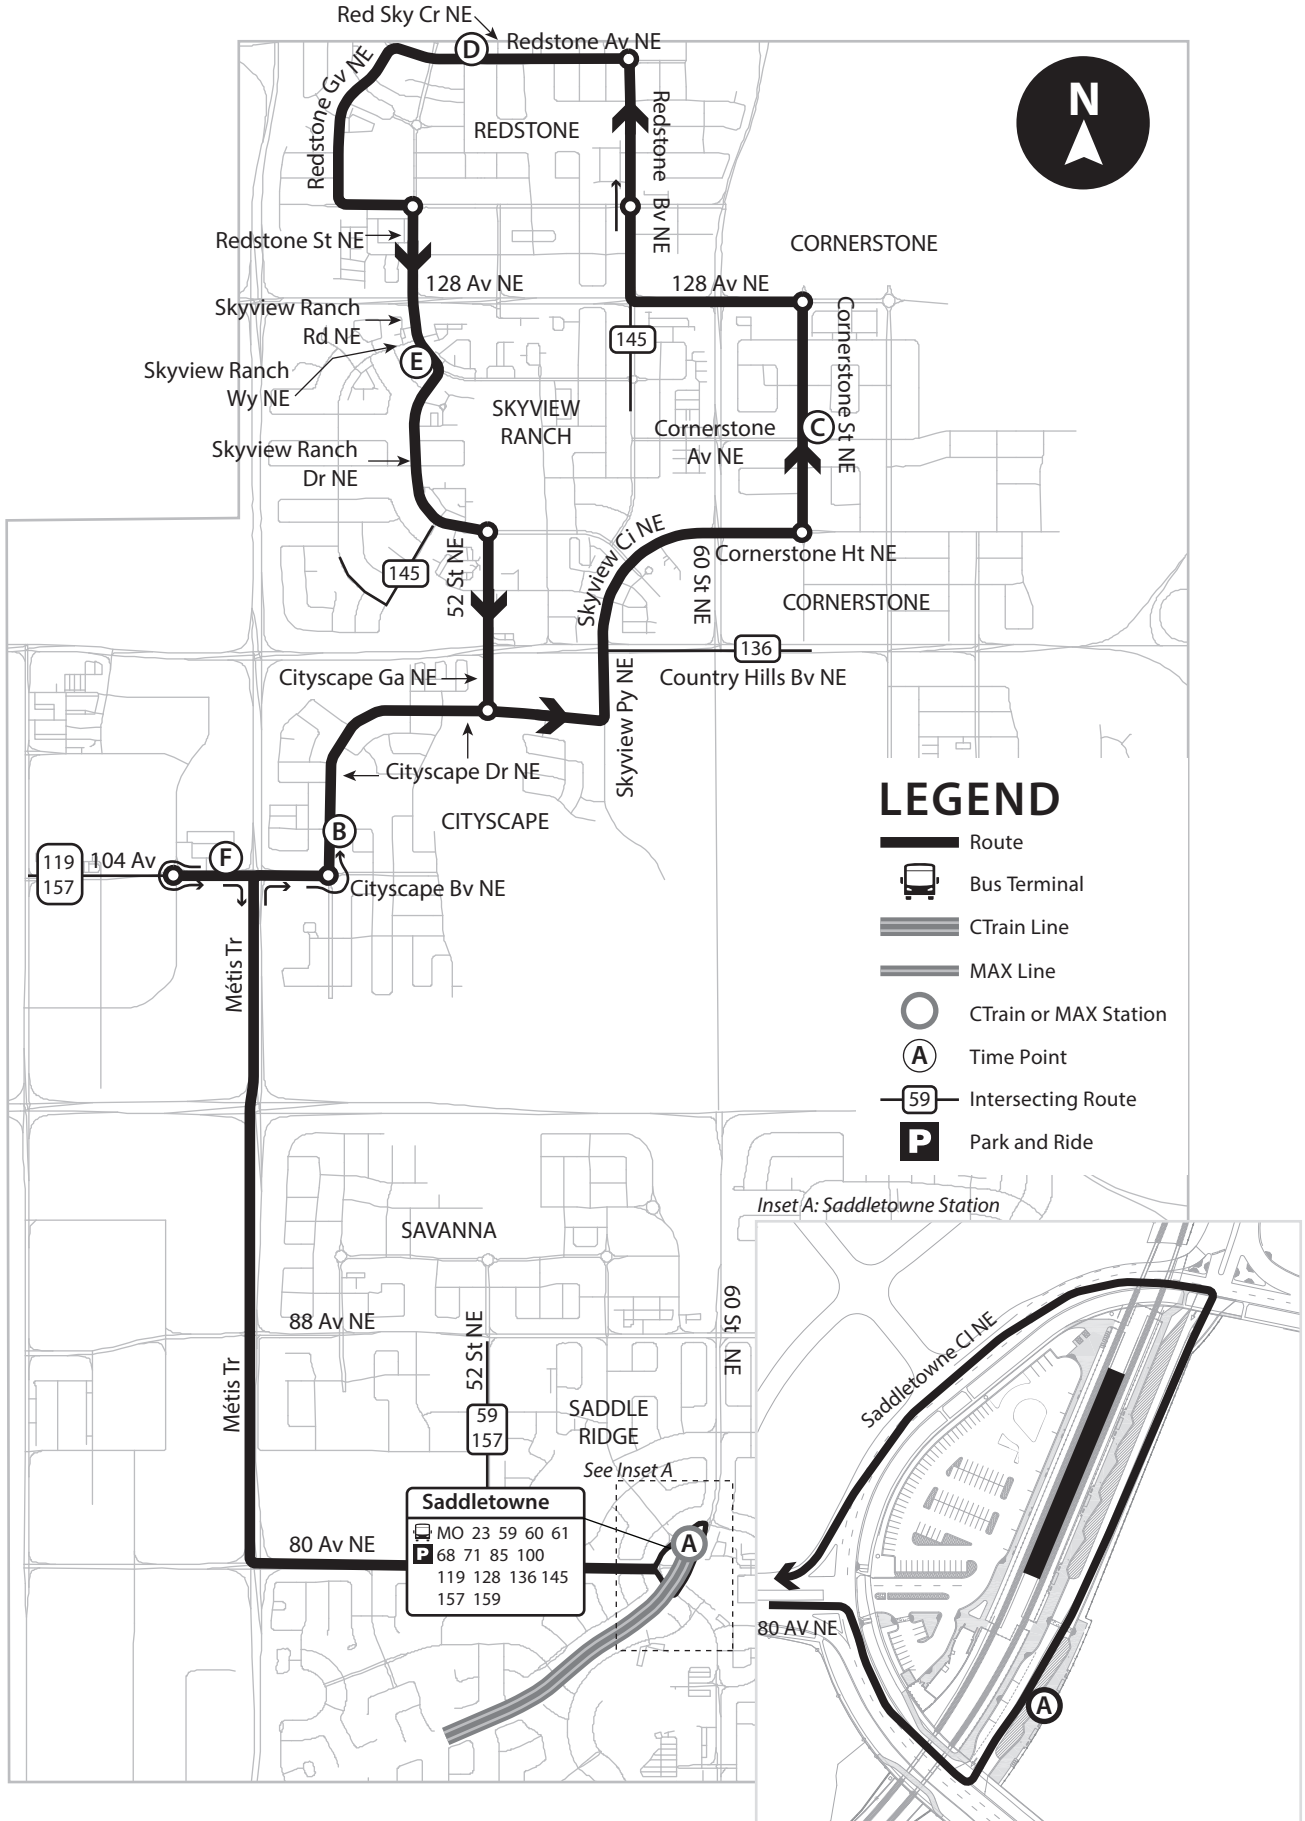 Red Sky Cr NE
D
Redstone Av NE
Redstone Gv NE
REDSTONE
Redstone Bv NE
N
Redstone St NE
CORNERSTONE
128 Av NE
128 Av NE
Skyview Ranch
Rd NE
145
Cornerstone St NE
E
Skyview Ranch
Wy NE
SKYVIEW
RANCH
Cornerstone
Av NE
C
Skyview Ranch
Dr NE
Skyview Ci NE
52 St NE
145
60 St NE
Cornerstone Ht NE
CORNERSTONE
136
Cityscape Ga NE
Skyview Py NE
Country Hills Bv NE
Cityscape Dr NE
CITYSCAPE
B
F
119
157
104 Av
Cityscape Bv NE
Métis Tr
LEGEND
Route
Bus Terminal
CTrain Line
MAX Line
CTrain or MAX Station
A
Time Point
59
Intersecting Route
P
Park and Ride
Inset A: Saddletowne Station
SAVANNA
88 Av NE
52 St NE
60 St NE
Métis Tr
59
157
SADDLE
RIDGE
See Inset A
Saddletowne
MO 23 59 60 61
P 68 71 85 100
119 128 136 145
157 159
80 Av NE
A
Saddletowne CI NE
80 AV NE
A